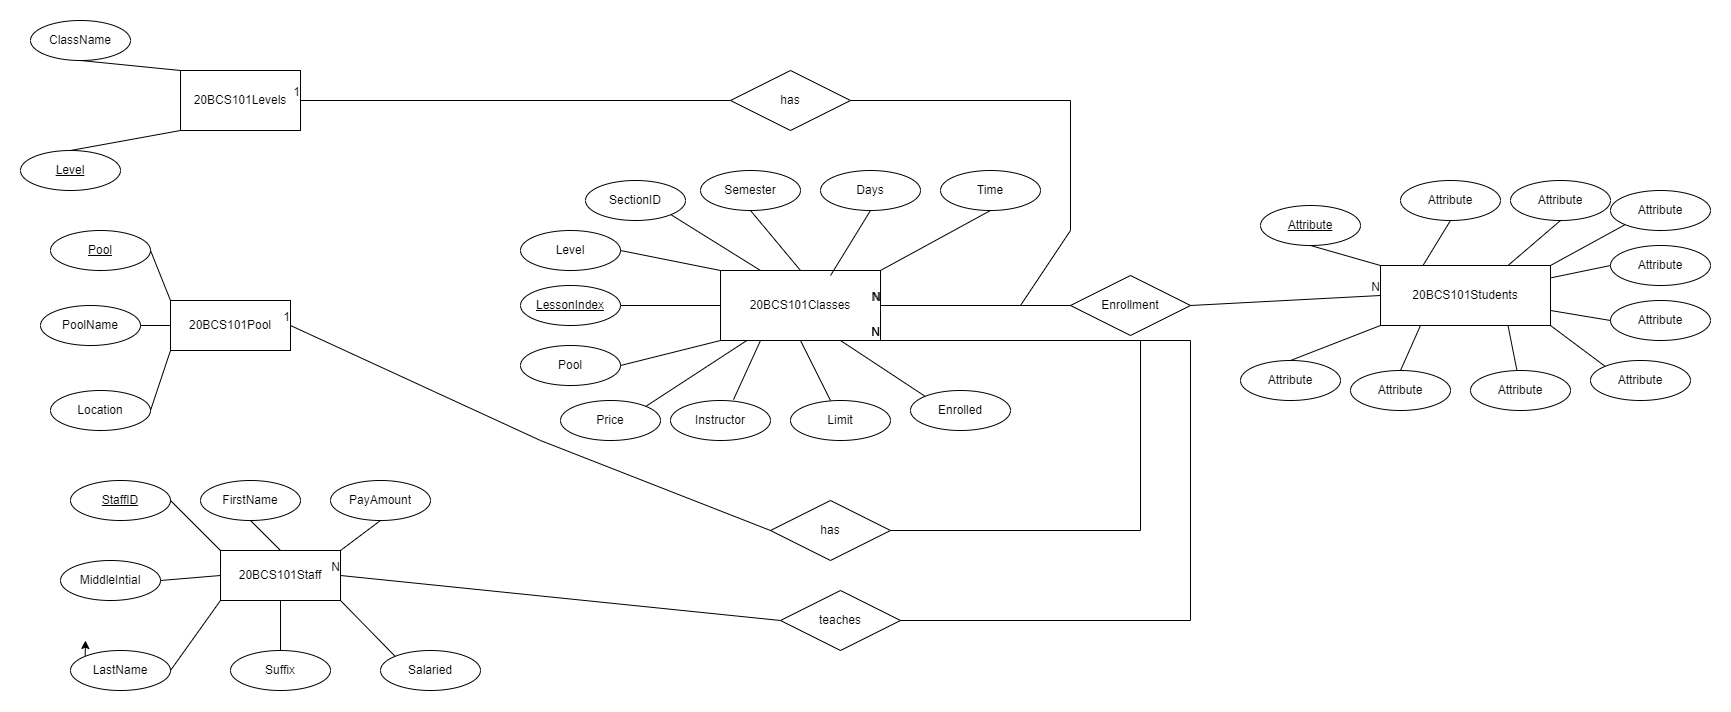 ClassName
20BCS101Levels
1
has
Level
SectionID
Semester
Days
Time
Attribute
Attribute
Attribute
Attribute
Pool
Level
Attribute
20BCS101Pool
1
PoolName
LessonIndex
20BCS101Classes
N
N
Enrollment
N
20BCS101Students
Attribute
Location
Pool
Price
Instructor
Limit
Enrolled
Attribute
Attribute
Attribute
Attribute
StaffID
FirstName
PayAmount
has
MiddleIntial
20BCS101Staff
N
teaches
LastName
Suffix
Salaried